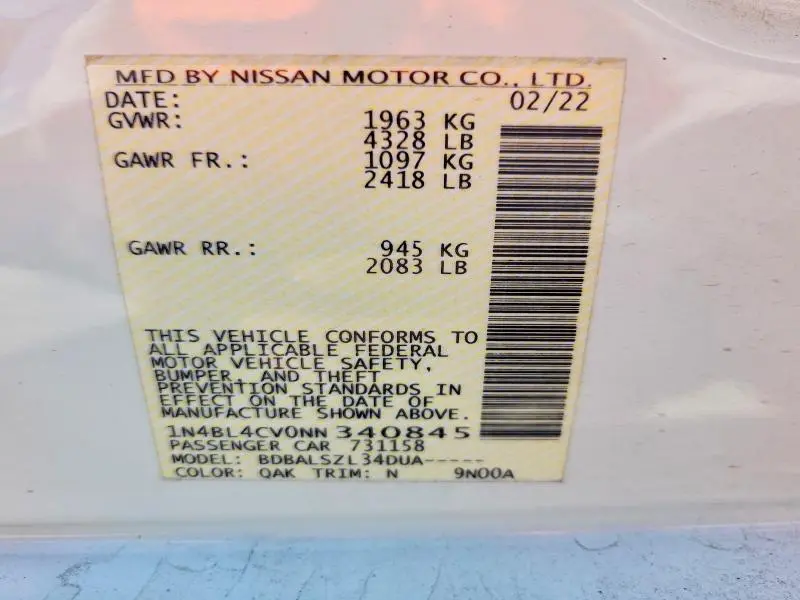 MFD BY NISSAN MOTOR CO., LTD.
DATE: 02/22
GVWR: 1963 KG
4328 LB
GAWR FR.: 1097 KG
2418 LB
GAWR RR.: 945 KG
2083 LB
THIS VEHICLE CONFORMS TO
ALL APPLICABLE FEDERAL
MOTOR VEHICLE SAFETY,
BUMPER, AND THEFT
PREVENTION STANDARDS IN
EFFECT ON THE DATE OF
MANUFACTURE SHOWN ABOVE.
1N4BL4CV0NN 340845
PASSENGER CAR 731158
MODEL: BDBALSZL34DUA-----
COLOR: QAK TRIM: N 9N00A